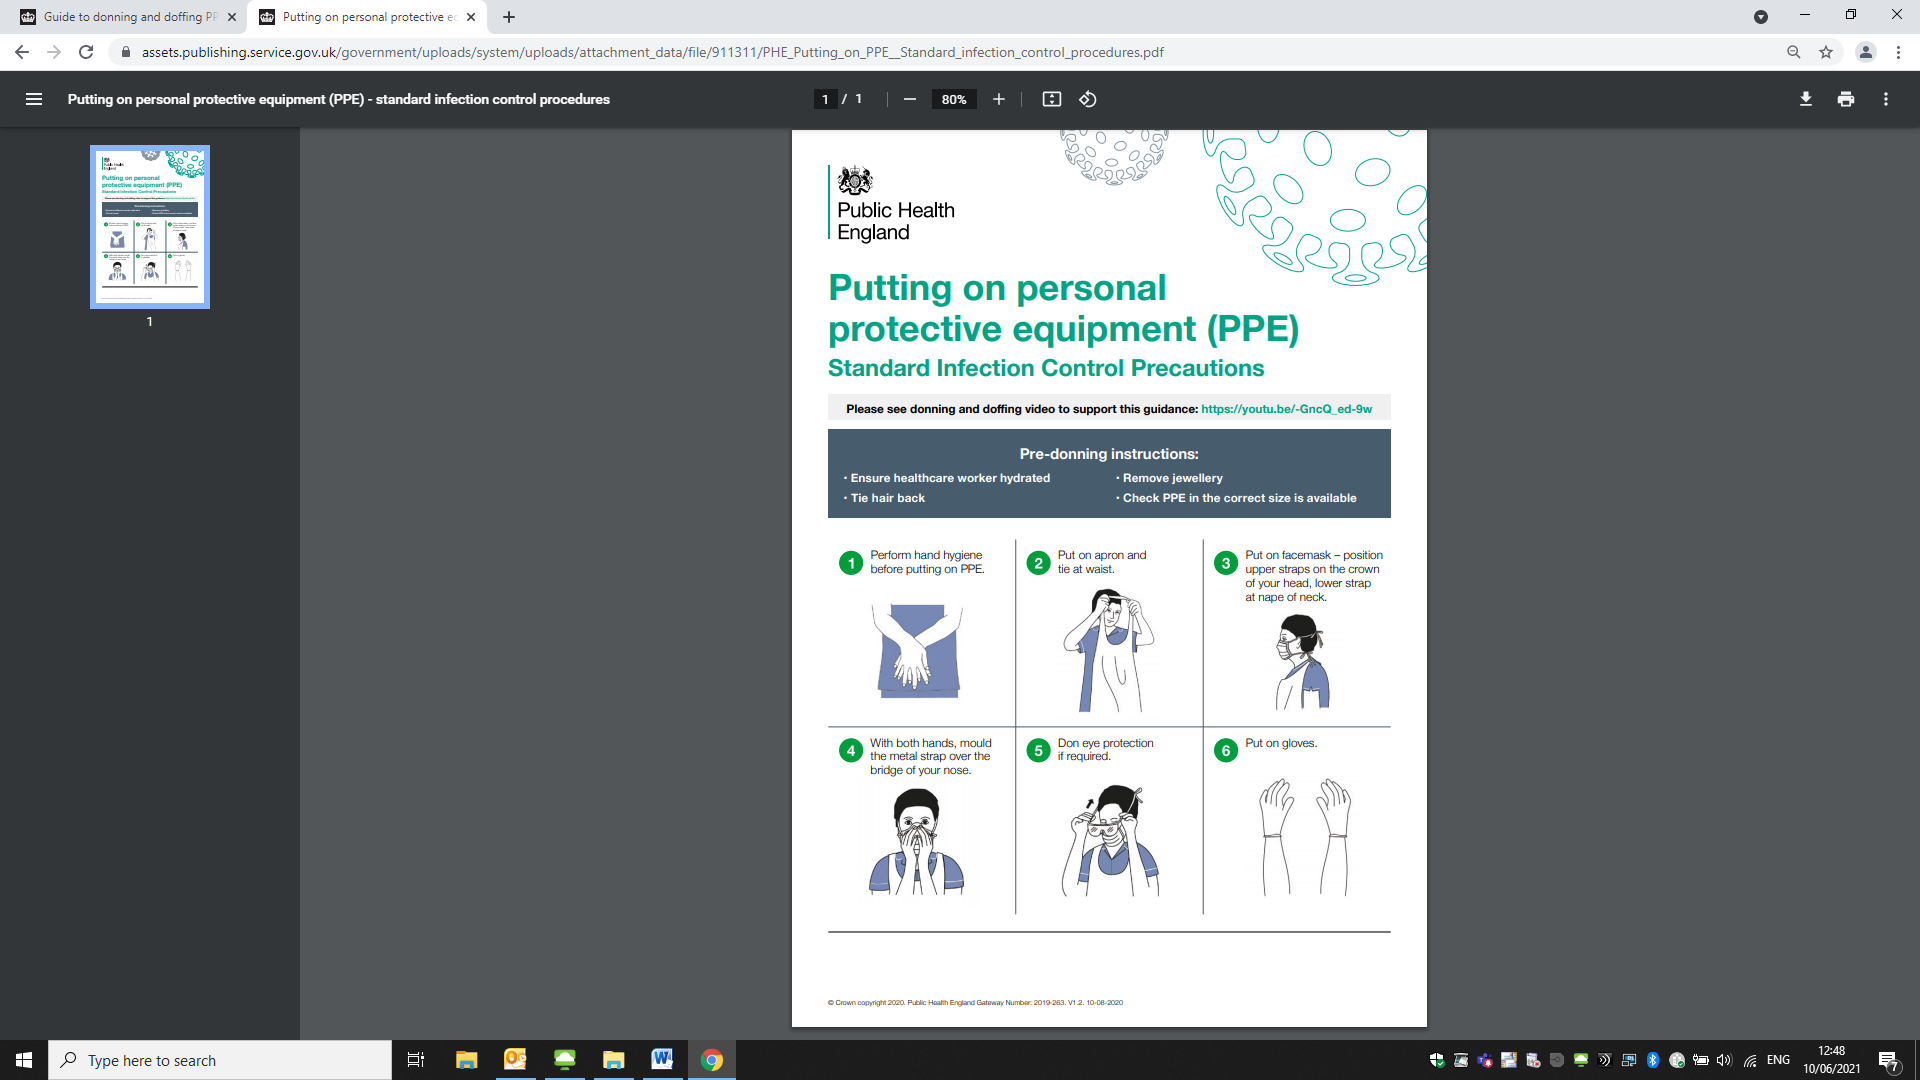 Guide to donning and doffing PP
Putting on personal protective e
assets.publishing.service.gov.uk/government/uploads/system/uploads/attachment_data/file/911311/PHE_Putting_on_PPE__Standard_infection_control_procedures.pdf
Putting on personal protective equipment (PPE) - standard infection control procedures
1 / 1
80%
1
Public Health
England
Putting on personal
protective equipment (PPE)
Standard Infection Control Precautions
Please see donning and doffing video to support this guidance: https://youtu.be/-GncQ_ed-9w
Pre-donning instructions:
• Ensure healthcare worker hydrated
• Tie hair back
• Remove jewellery
• Check PPE in the correct size is available
1 Perform hand hygiene
before putting on PPE.
2 Put on apron and
tie at waist.
3 Put on facemask – position
upper straps on the crown
of your head, lower strap
at nape of neck.
4 With both hands, mould
the metal strap over the
bridge of your nose.
5 Don eye protection
if required.
6 Put on gloves.
© Crown copyright 2020. Public Health England Gateway Number: 2019-263. V1.2. 10-08-2020
Type here to search
ENG
12:48
10/06/2021
7